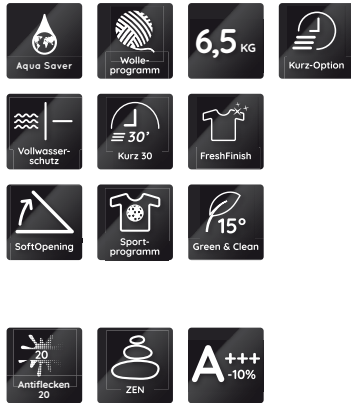 Aqua Saver
Wolle-
programm
6,5 KG
Kurz-Option
Vollwasser-
schutz
30'
Kurz 30
FreshFinish
SoftOpening
Sport-
programm
15°
Green & Clean
20
Antiflecken
20
ZEN
A+++
-10%